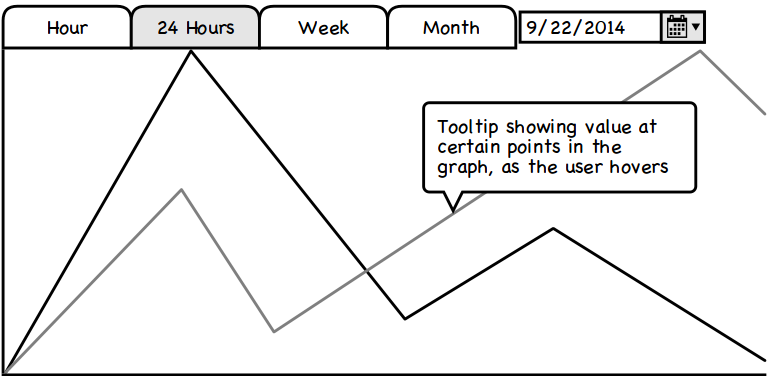 Hour
24 Hours
Week
Month
9/22/2014
Tooltip showing value at
certain points in the
graph, as the user hovers